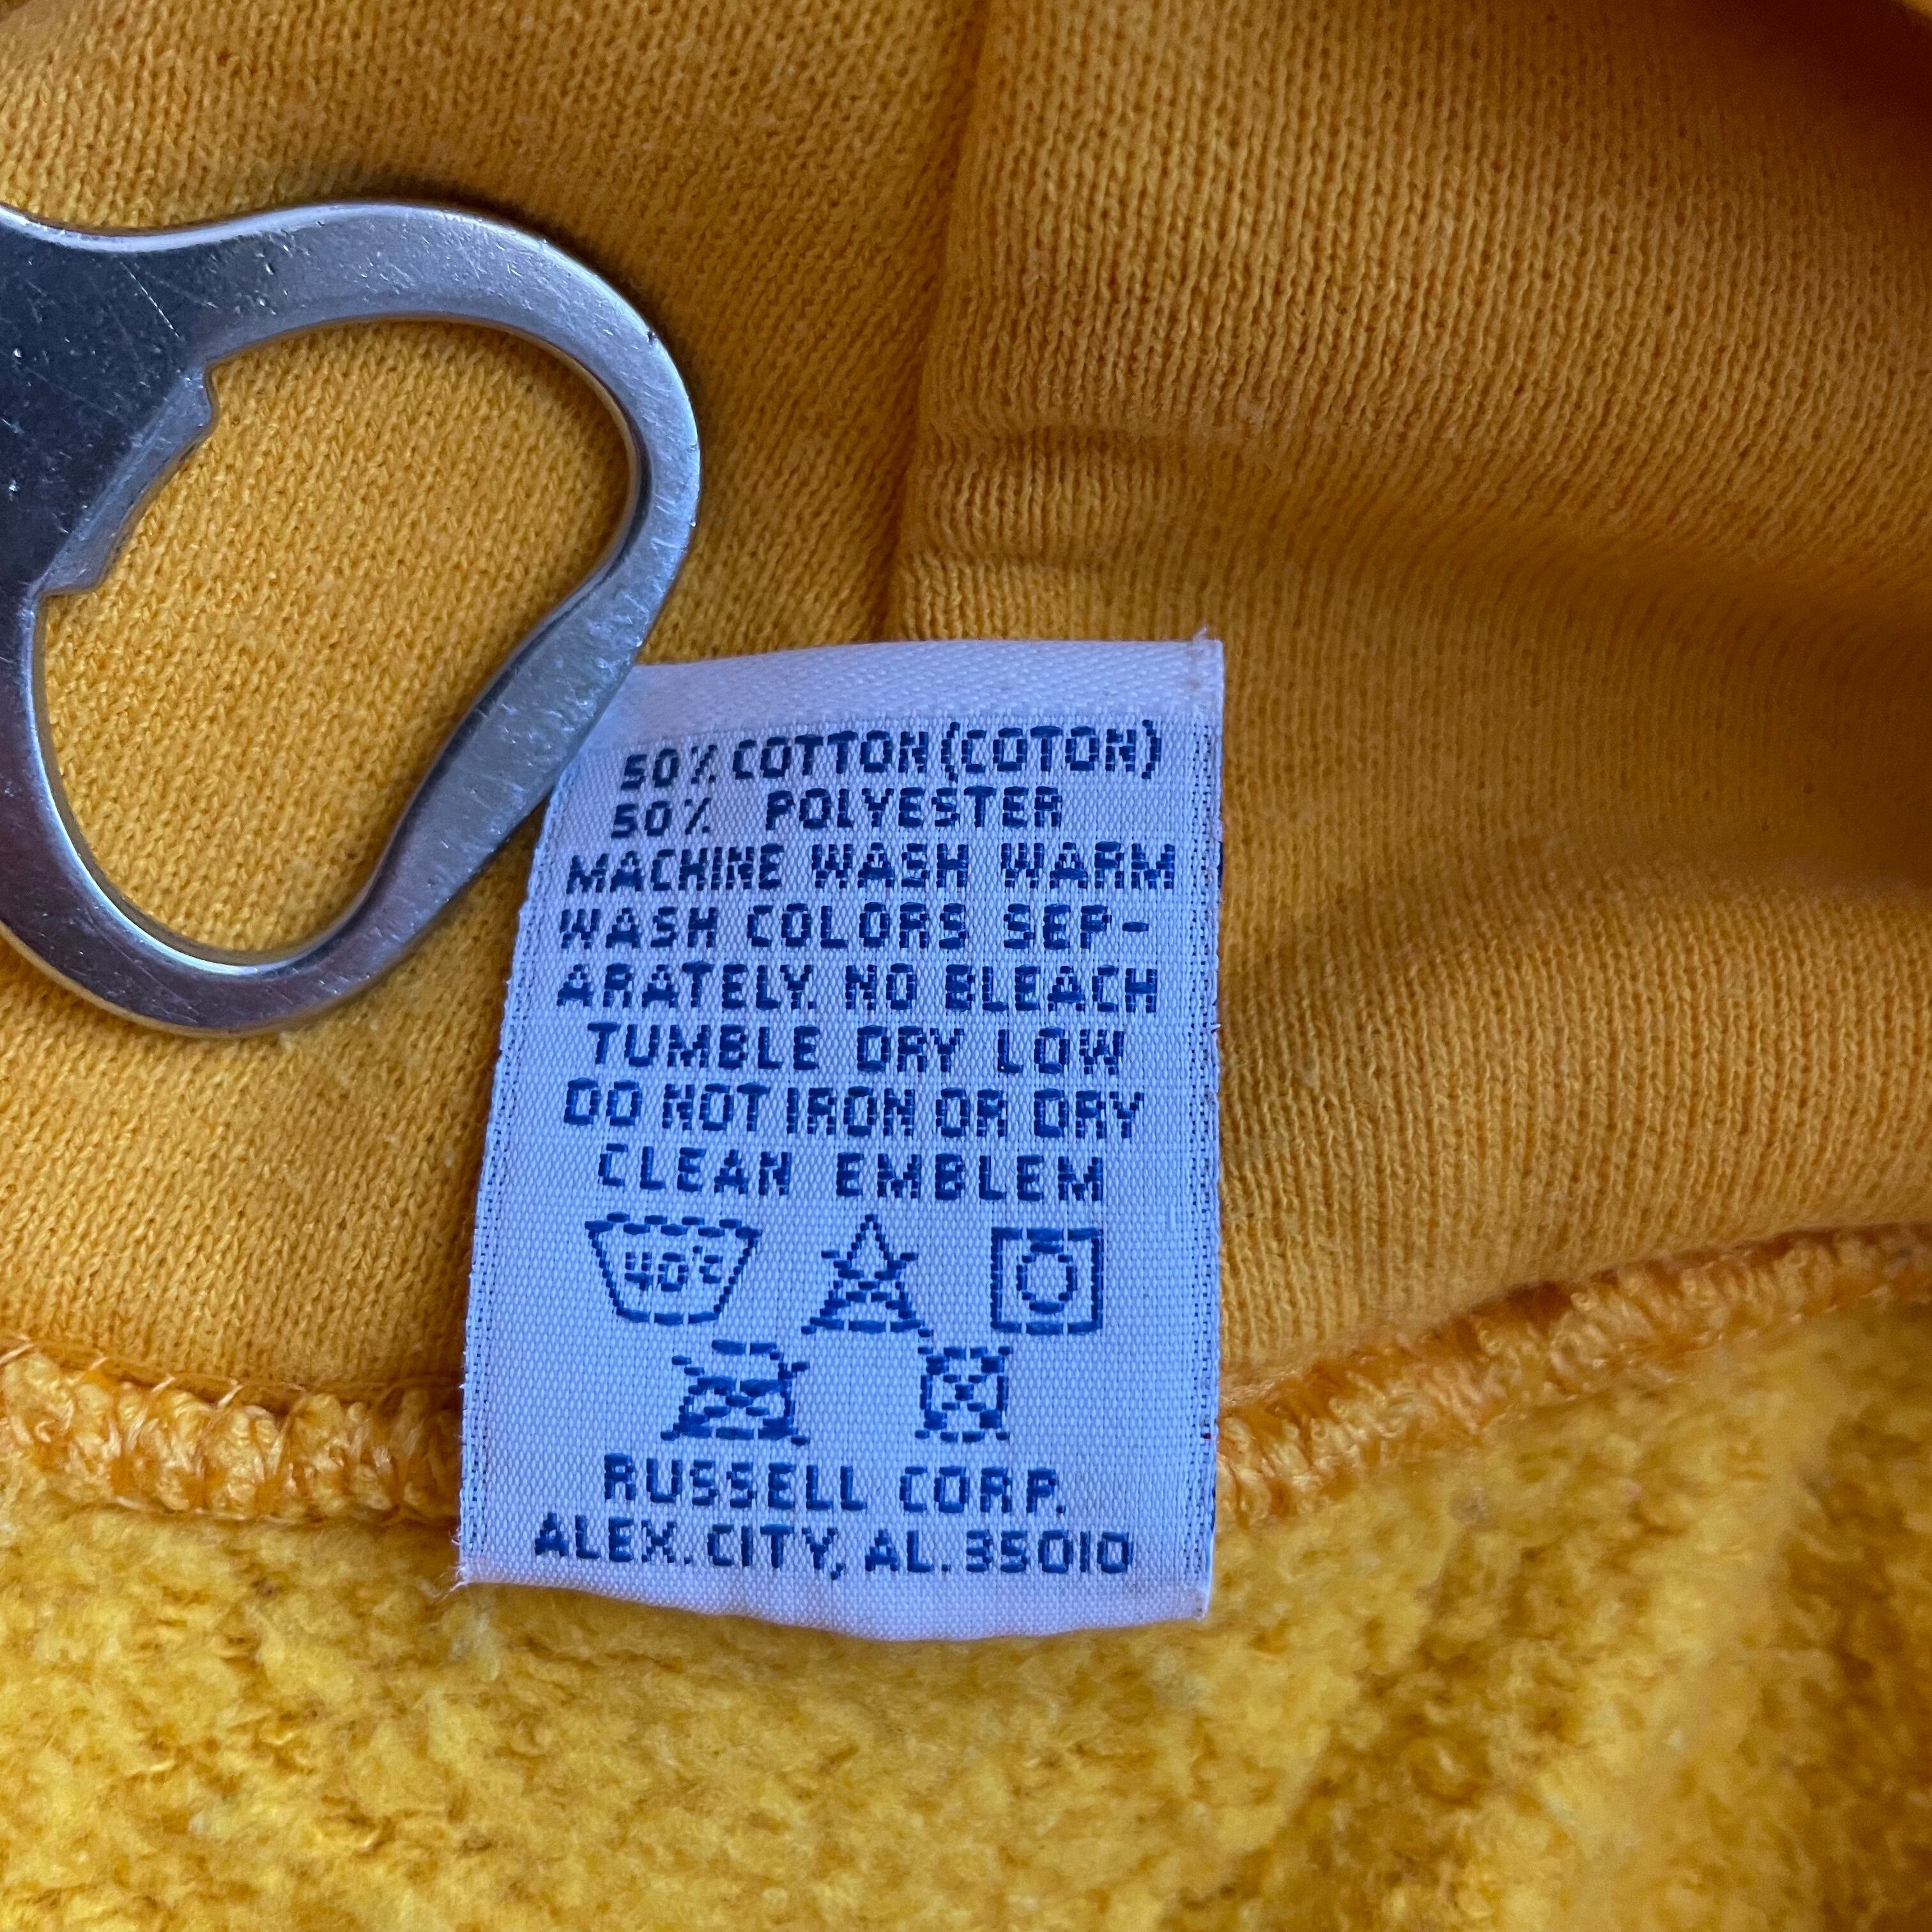 50% COTTON (COTON)
50% POLYESTER
MACHINE WASH WARM
WASH COLORS SEP-
ARATELY. NO BLEACH
TUMBLE DRY LOW
DO NOT IRON OR DRY
CLEAN EMBLEM
40°C
RUSSELL CORP.
ALEX. CITY, AL. 35010